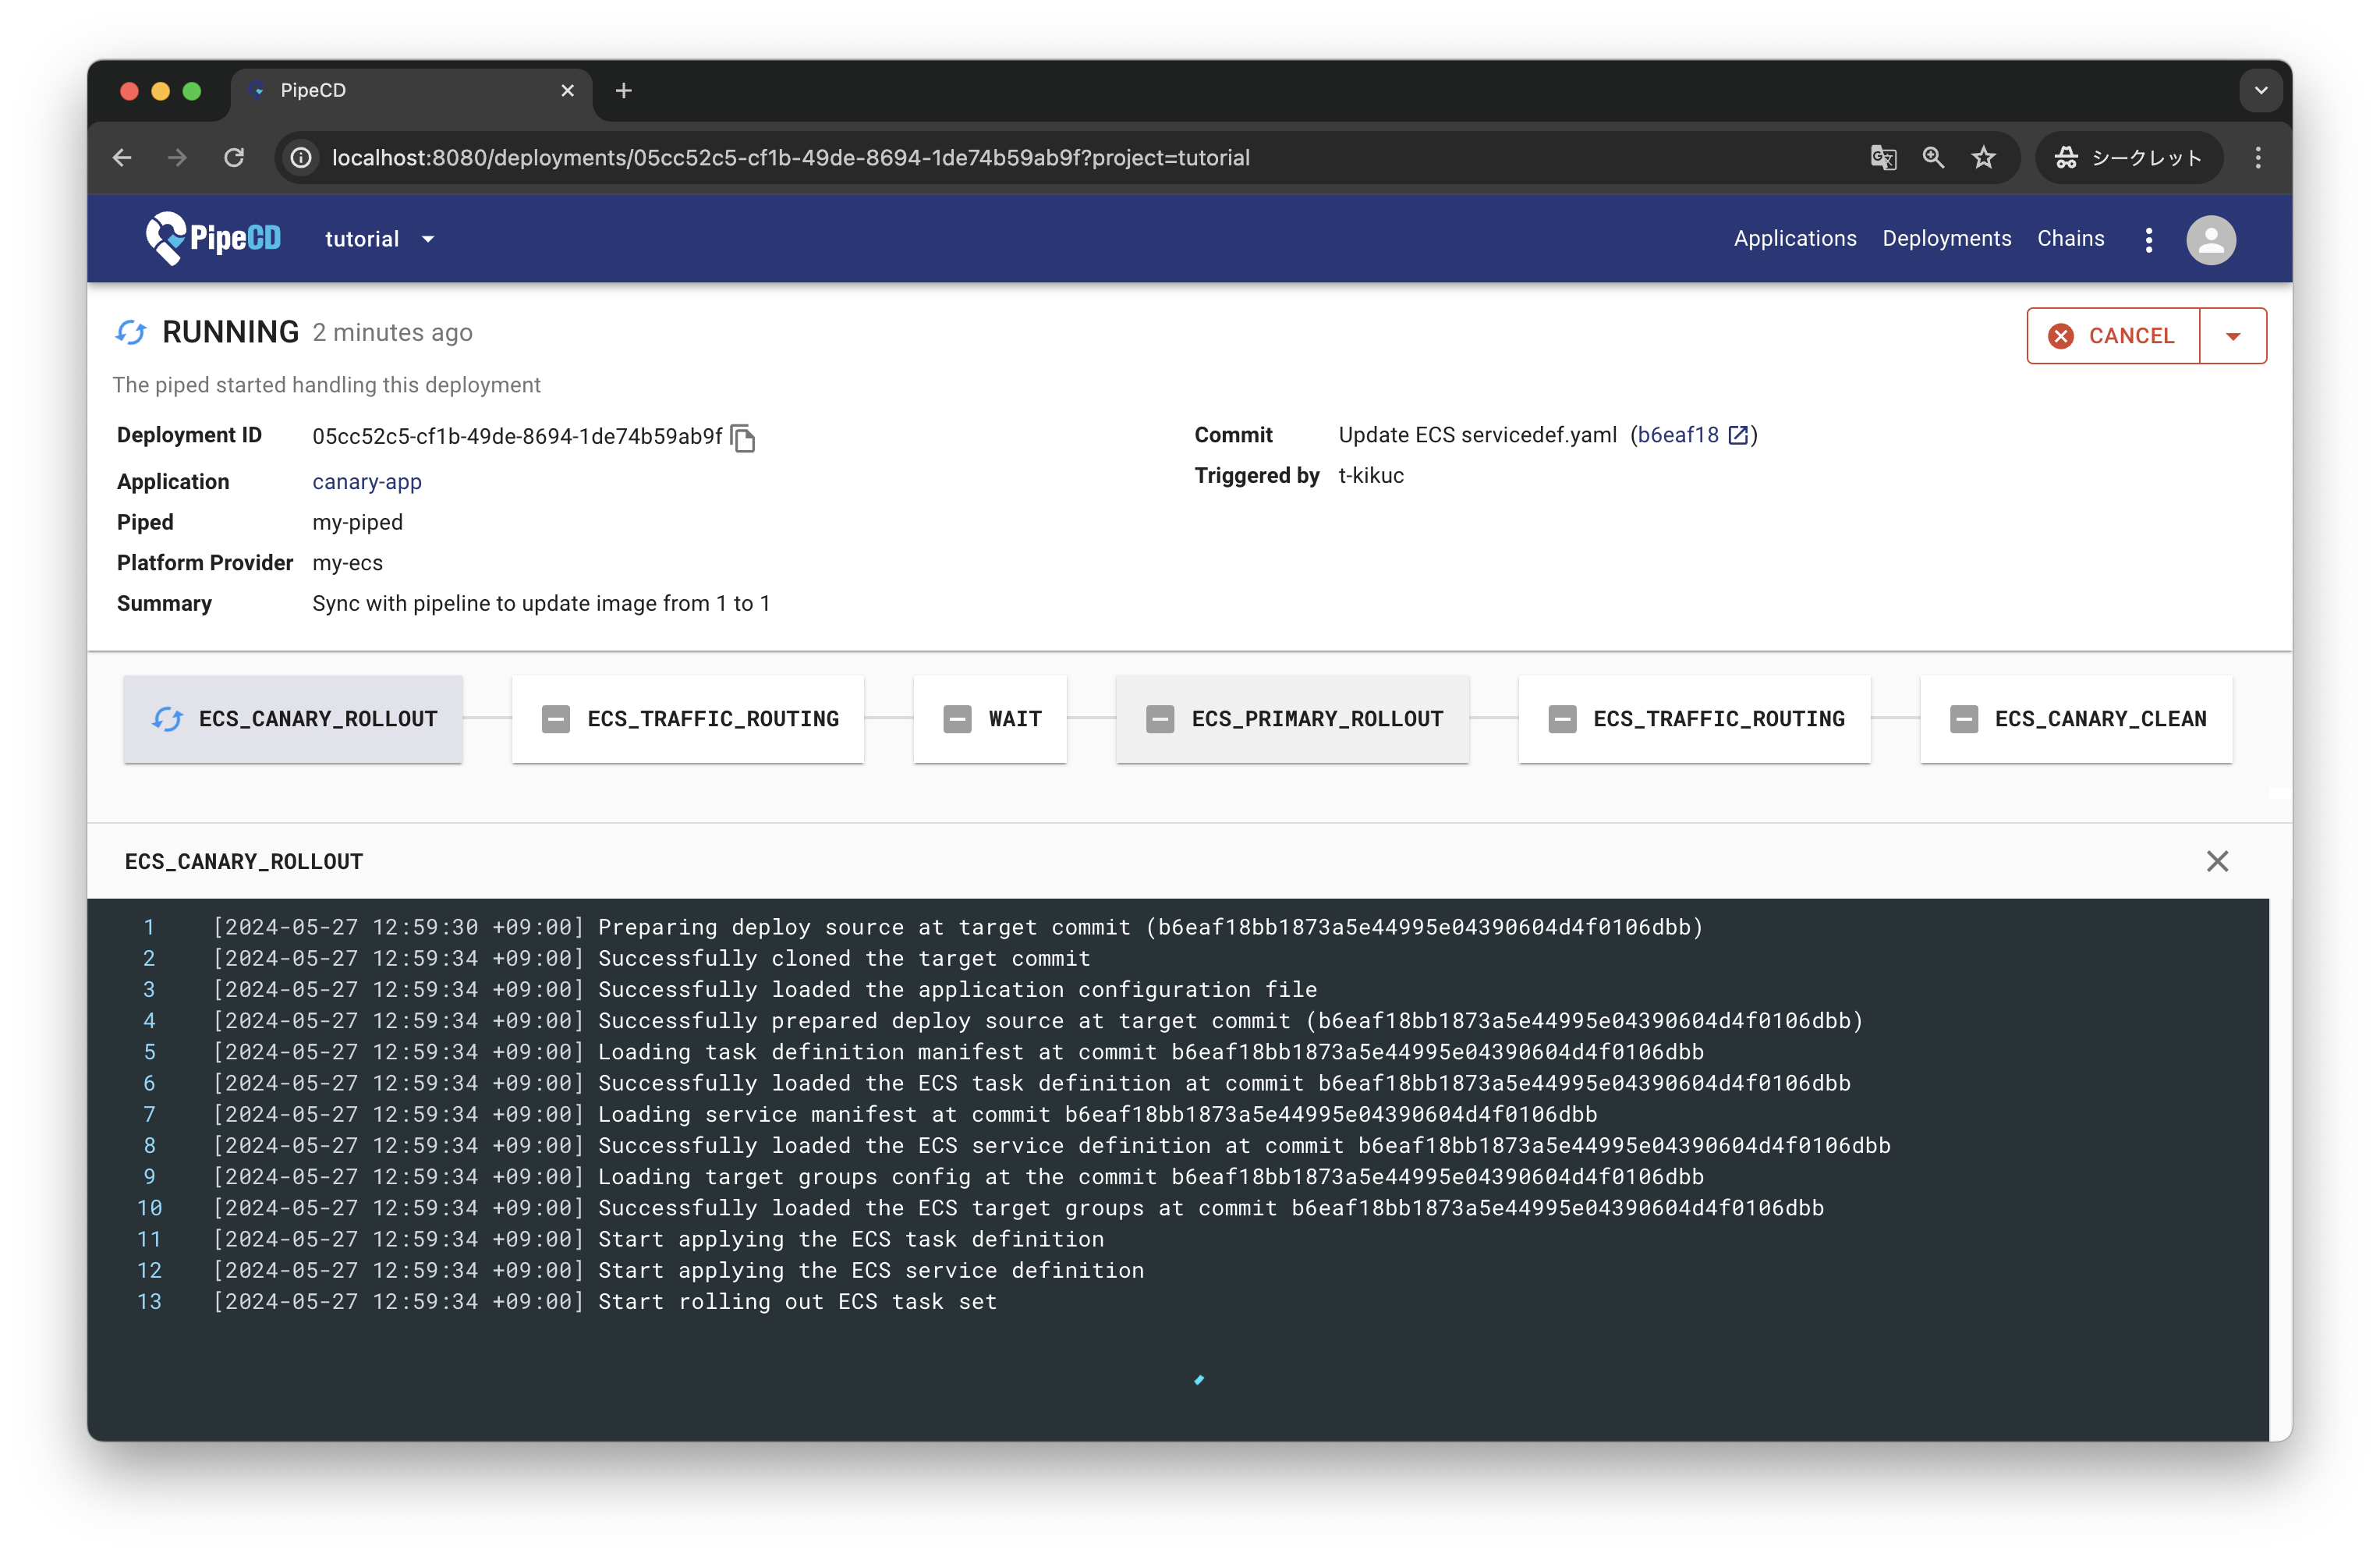 PipeCD
localhost:8080/deployments/05cc52c5-cf1b-49de-8694-1de74b59ab9f?project=tutorial
シークレット
PipeCD tutorial Applications Deployments Chains
RUNNING 2 minutes ago CANCEL
The piped started handling this deployment
Deployment ID 05cc52c5-cf1b-49de-8694-1de74b59ab9f
Application canary-app
Piped my-piped
Platform Provider my-ecs
Summary Sync with pipeline to update image from 1 to 1
Commit Update ECS servicedef.yaml (b6eaf18)
Triggered by t-kikuc
ECS_CANARY_ROLLOUT ECS_TRAFFIC_ROUTING WAIT ECS_PRIMARY_ROLLOUT ECS_TRAFFIC_ROUTING ECS_CANARY_CLEAN
ECS_CANARY_ROLLOUT
1 [2024-05-27 12:59:30 +09:00] Preparing deploy source at target commit (b6eaf18bb1873a5e44995e04390604d4f0106dbb)
2 [2024-05-27 12:59:34 +09:00] Successfully cloned the target commit
3 [2024-05-27 12:59:34 +09:00] Successfully loaded the application configuration file
4 [2024-05-27 12:59:34 +09:00] Successfully prepared deploy source at target commit (b6eaf18bb1873a5e44995e04390604d4f0106dbb)
5 [2024-05-27 12:59:34 +09:00] Loading task definition manifest at commit b6eaf18bb1873a5e44995e04390604d4f0106dbb
6 [2024-05-27 12:59:34 +09:00] Successfully loaded the ECS task definition at commit b6eaf18bb1873a5e44995e04390604d4f0106dbb
7 [2024-05-27 12:59:34 +09:00] Loading service manifest at commit b6eaf18bb1873a5e44995e04390604d4f0106dbb
8 [2024-05-27 12:59:34 +09:00] Successfully loaded the ECS service definition at commit b6eaf18bb1873a5e44995e04390604d4f0106dbb
9 [2024-05-27 12:59:34 +09:00] Loading target groups config at the commit b6eaf18bb1873a5e44995e04390604d4f0106dbb
10 [2024-05-27 12:59:34 +09:00] Successfully loaded the ECS target groups at commit b6eaf18bb1873a5e44995e04390604d4f0106dbb
11 [2024-05-27 12:59:34 +09:00] Start applying the ECS task definition
12 [2024-05-27 12:59:34 +09:00] Start applying the ECS service definition
13 [2024-05-27 12:59:34 +09:00] Start rolling out ECS task set